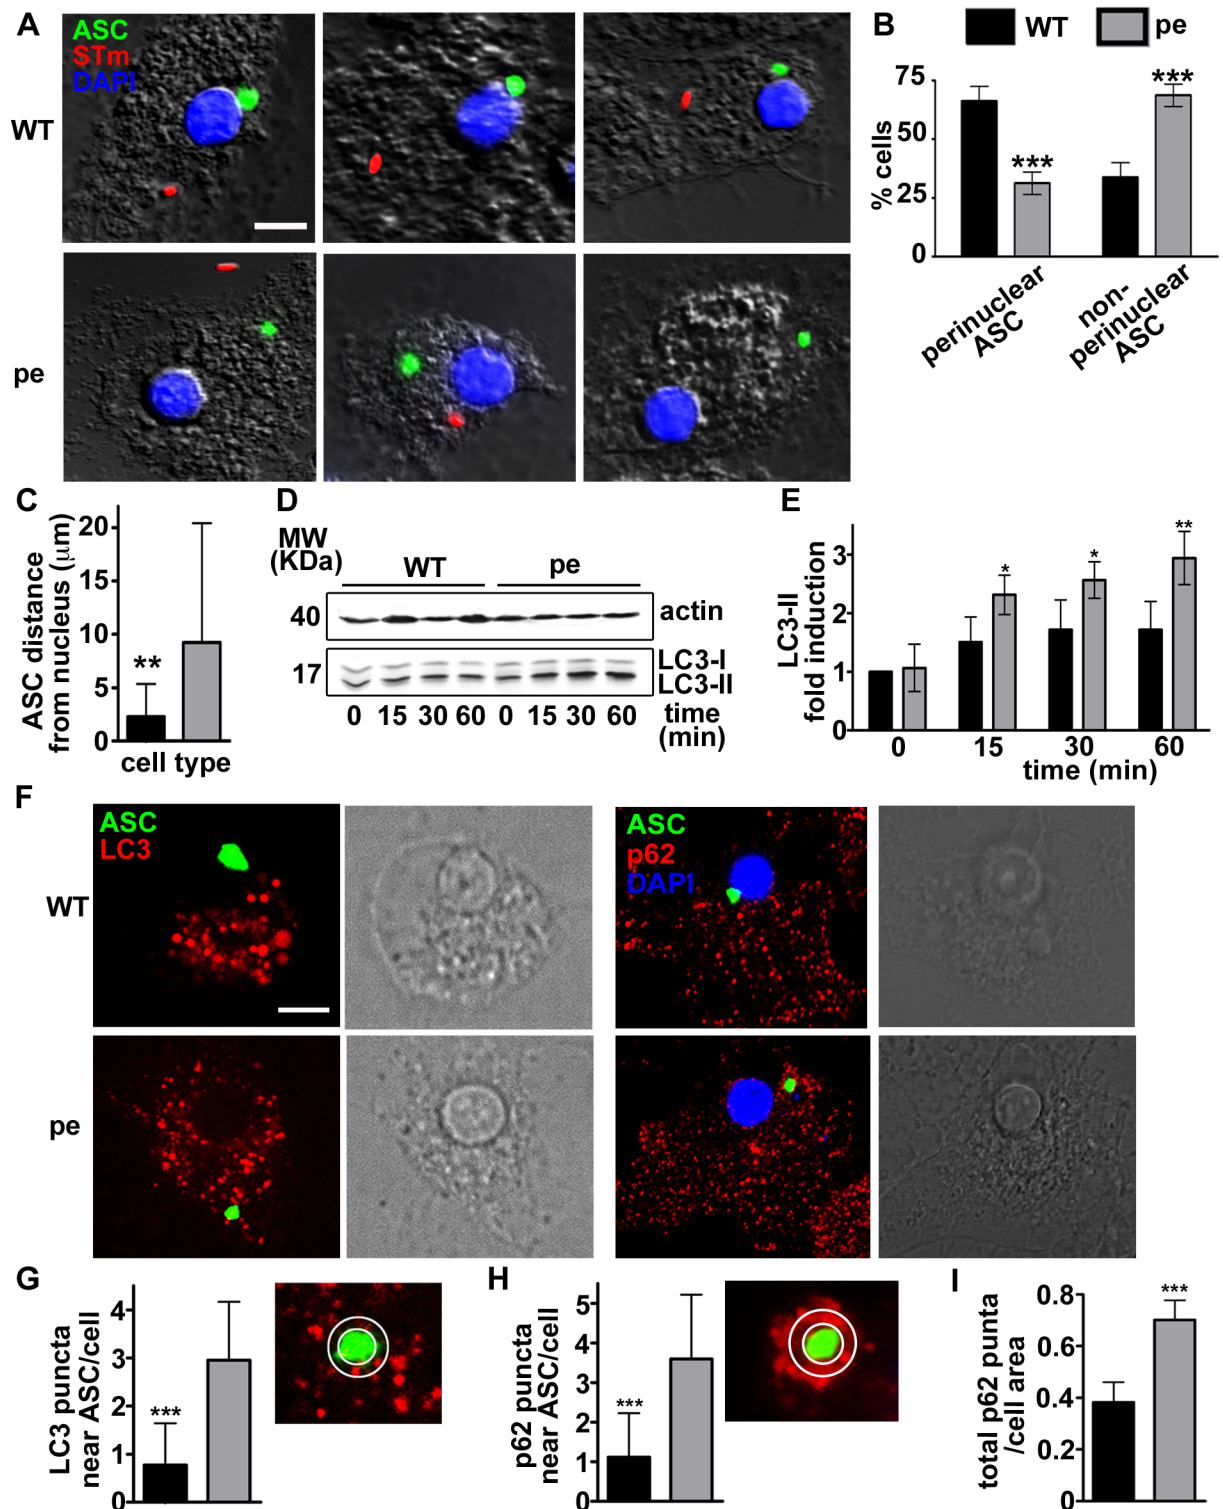 A
ASC
STm
DAPI
WT
pe
B
WT
pe
% cells
75
50
25
0
***
***
perinuclear
ASC
non-
perinuclear
ASC
C
ASC distance
from nucleus (µm)
20
15
10
5
0
**
cell type
D
MW
(KDa)
WT
pe
40
actin
17
LC3-I
LC3-II
0 15 30 60 0 15 30 60 time
(min)
E
LC3-II
fold induction
3
2
1
0
*
*
**
0 15 30 60
time (min)
F
ASC
LC3
WT
pe
ASC
p62
DAPI
G
LC3 puncta
near ASC/cell
4
3
2
1
0
***
H
p62 puncta
near ASC/cell
5
4
3
2
1
0
***
I
total p62 punta
/cell area
0.8
0.6
0.4
0.2
0
***